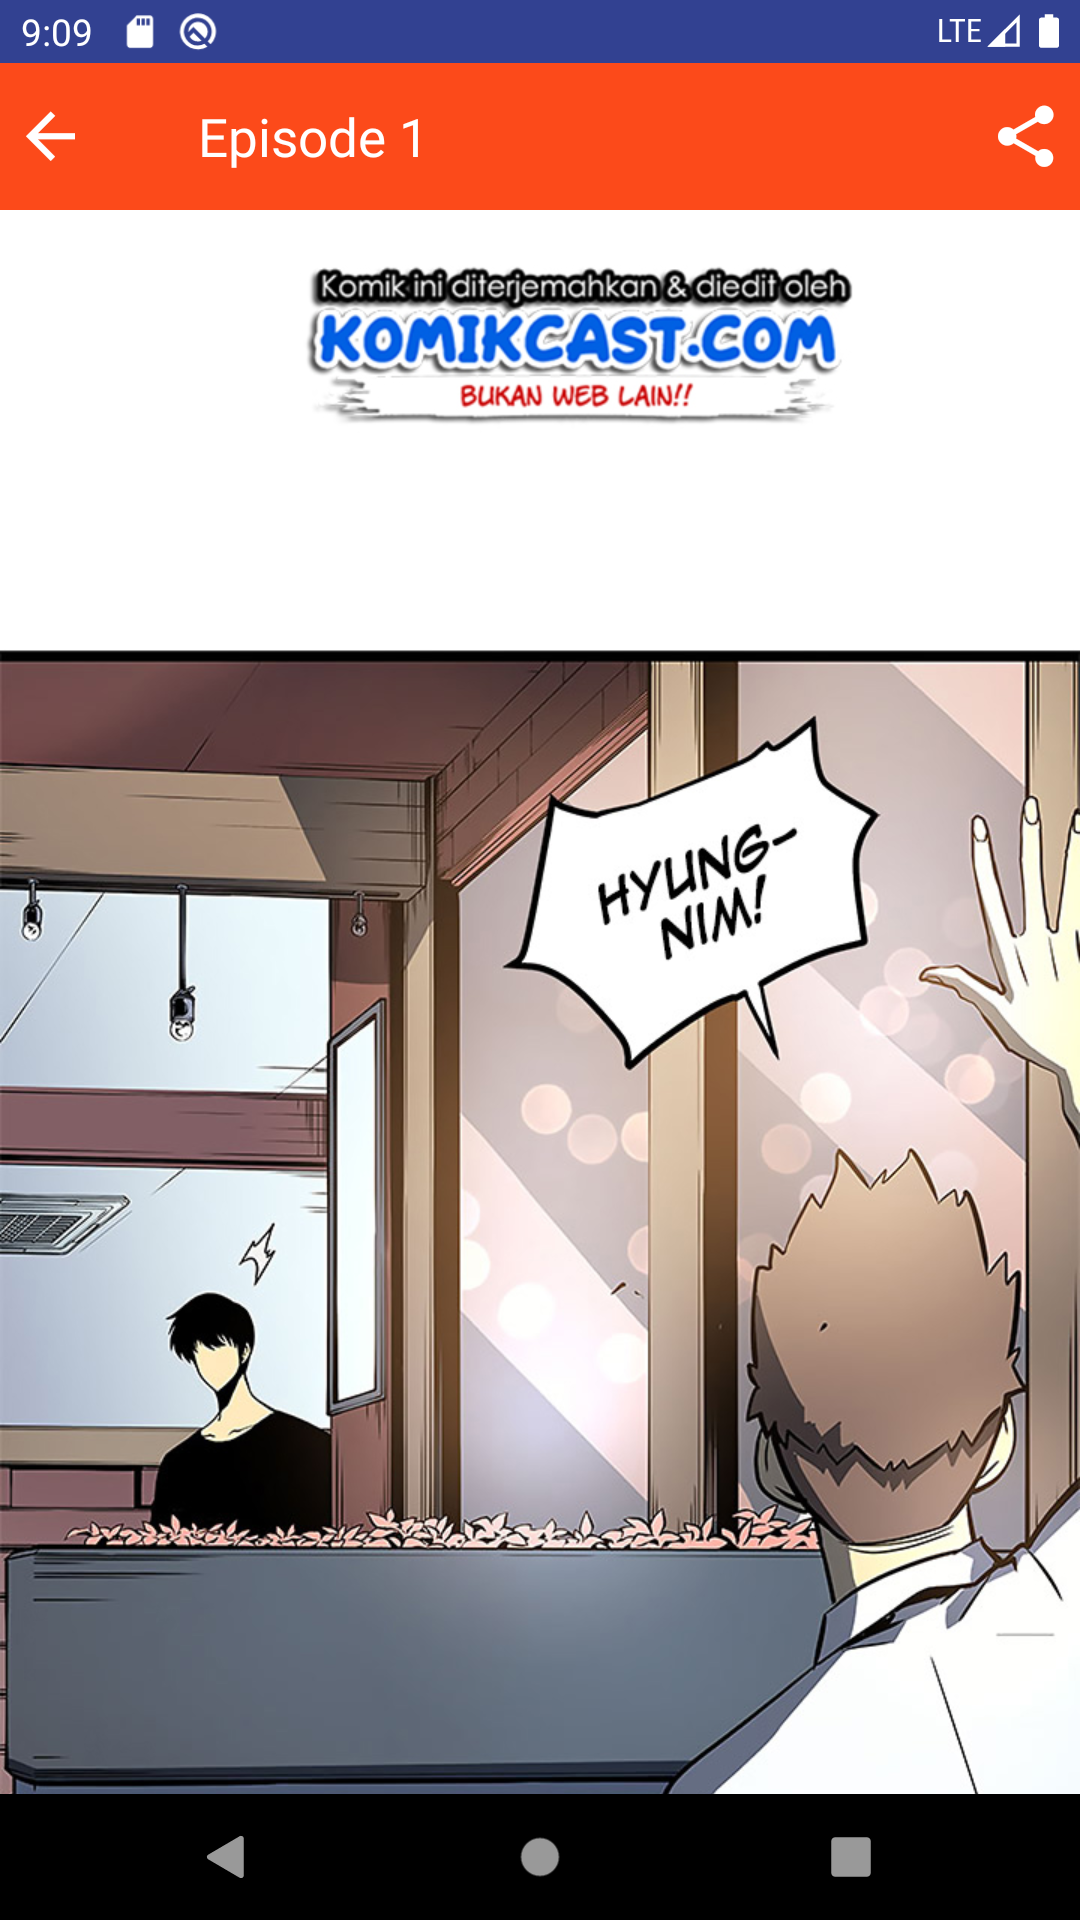 9:09
LTE
Episode 1
Komik ini diterjemahkan & diedit oleh
KOMIKCAST.COM
BUKAN WEB LAIN!!
HYUNG-
NIM!